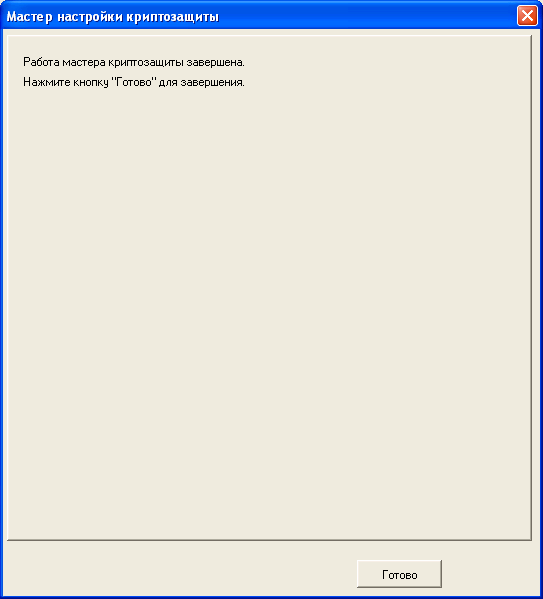 Мастер настройки криптозащиты
Работа мастера криптозащиты завершена.
Нажмите кнопку "Готово" для завершения.
Готово